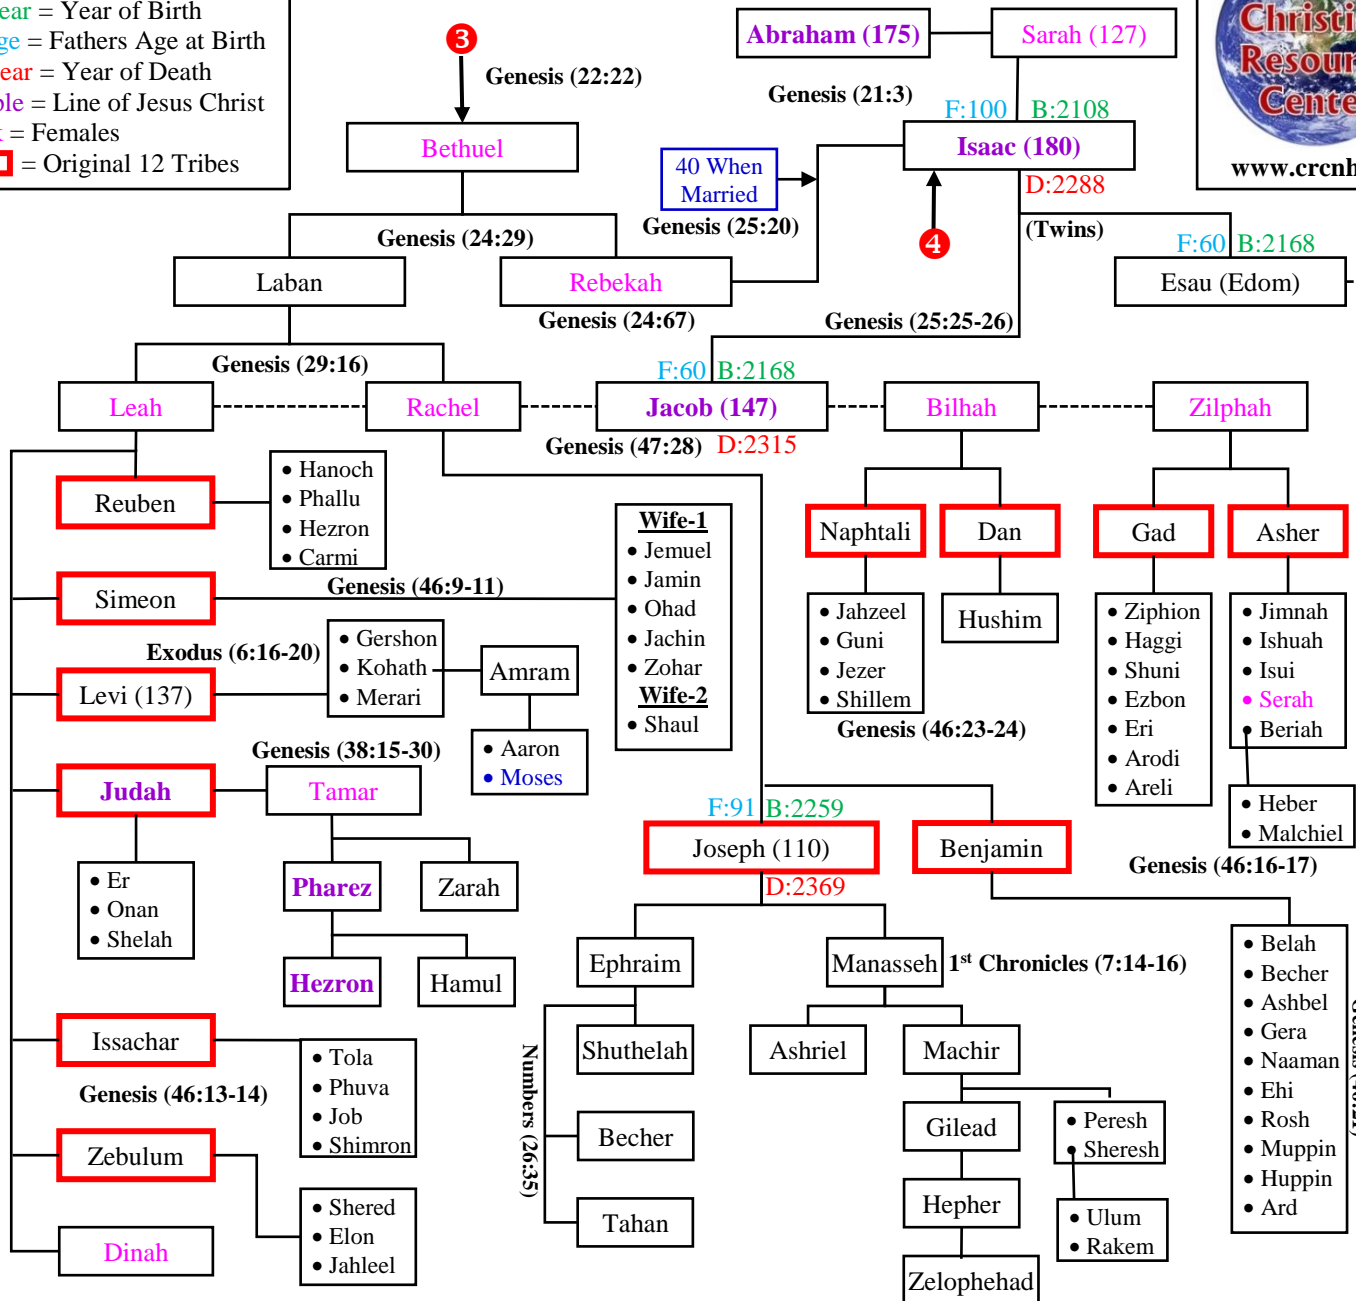 = Year of Birth
= Fathers Age at Birth
= Year of Death
= Line of Jesus Christ
= Females
= Original 12 Tribes
3
Genesis (22:22)
Abraham (175)
Sarah (127)
Genesis (21:3)
F:100 B:2108
Bethuel
Isaac (180)
D:2288
40 When
Married
Genesis (25:20)
4
(Twins)
Genesis (24:29)
F:60 B:2168
Laban
Rebekah
Esau (Edom)
Genesis (24:67)
Genesis (25:25-26)
Genesis (29:16)
F:60 B:2168
Leah
Rachel
Jacob (147)
Bilhah
Zilphah
Genesis (47:28) D:2315
Reuben
• Hanoch
• Phallu
• Hezron
• Carmi
Simeon
Genesis (46:9-11)
Wife-1
• Jemuel
• Jamin
• Ohad
• Jachin
• Zohar
Wife-2
• Shaul
Naphtali
Dan
Gad
Asher
• Jahzeel
• Guni
• Jezer
• Shillem
Hushim
Genesis (46:23-24)
• Ziphion
• Haggi
• Shuni
• Ezbon
• Eri
• Arodi
• Areli
• Jimnah
• Ishuah
• Isui
• Serah
• Beriah
• Heber
• Malchiel
Genesis (46:16-17)
Exodus (6:16-20)
Levi (137)
• Gershon
• Kohath
• Merari
Amram
• Aaron
• Moses
Genesis (38:15-30)
Judah
Tamar
• Er
• Onan
• Shelah
Pharez
Zarah
Hezron
Hamul
F:91 B:2259
Joseph (110)
Benjamin
D:2369
Ephraim
Manasseh
1st Chronicles (7:14-16)
• Belah
• Becher
• Ashbel
• Gera
• Naaman
• Ehi
• Rosh
• Muppin
• Huppin
• Ard
Issachar
• Tola
• Phuva
• Job
• Shimron
Genesis (46:13-14)
Zebulum
• Shered
• Elon
• Jahleel
Dinah
Numbers (26:35)
Shuthelah
Becher
Tahan
Ashriel
Machir
Gilead
• Peresh
• Sheresh
Hepher
• Ulum
• Rakem
Zelophehad